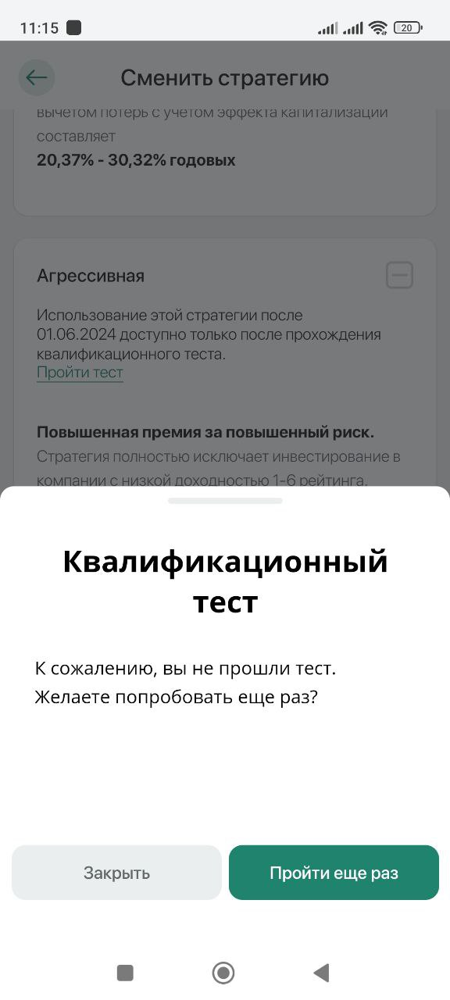 11:15
20
Сменить стратегию
вычетом потерь с учетом эффекта капитализации
составляет
20,37% - 30,32% годовых
Агрессивная
Использование этой стратегии после
01.06.2024 доступно только после прохождения
квалификационного теста.
Пройти тест
Повышенная премия за повышенный риск.
Стратегия полностью исключает инвестирование в
компании с низкой доходностью 1-6 рейтинга.
Квалификационный
тест
К сожалению, вы не прошли тест.
Желаете попробовать еще раз?
Закрыть
Пройти еще раз